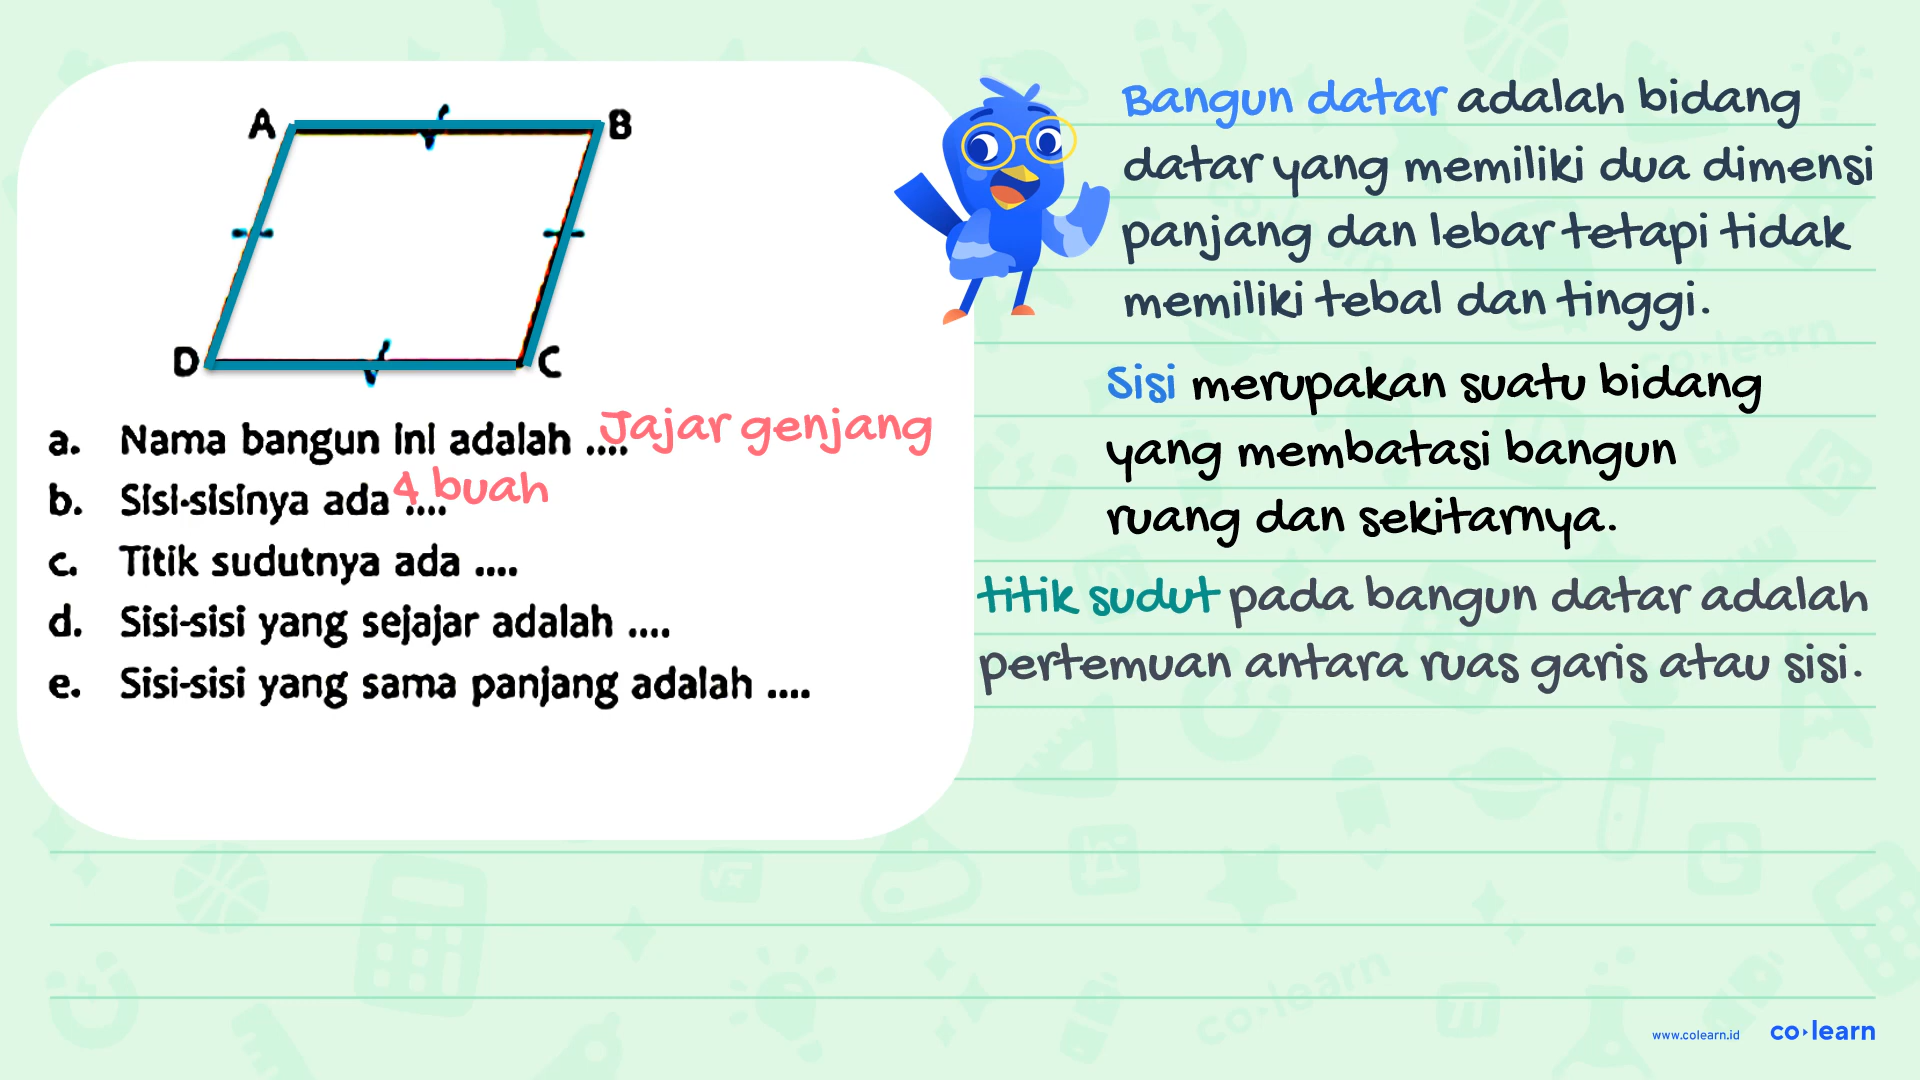 A
B
D
C
a. Nama bangun ini adalah .... Jajar genjang
b. Sisi-sisinya ada .... 4 buah
c. Titik sudutnya ada ....
d. Sisi-sisi yang sejajar adalah ....
e. Sisi-sisi yang sama panjang adalah ....
Bangun datar adalah bidang
datar yang memiliki dua dimensi
panjang dan lebar tetapi tidak
memiliki tebal dan tinggi.
Sisi merupakan suatu bidang
yang membatasi bangun
ruang dan sekitarnya.
titik sudut pada bangun datar adalah
pertemuan antara ruas garis atau sisi.
www.colearn.id
co·learn